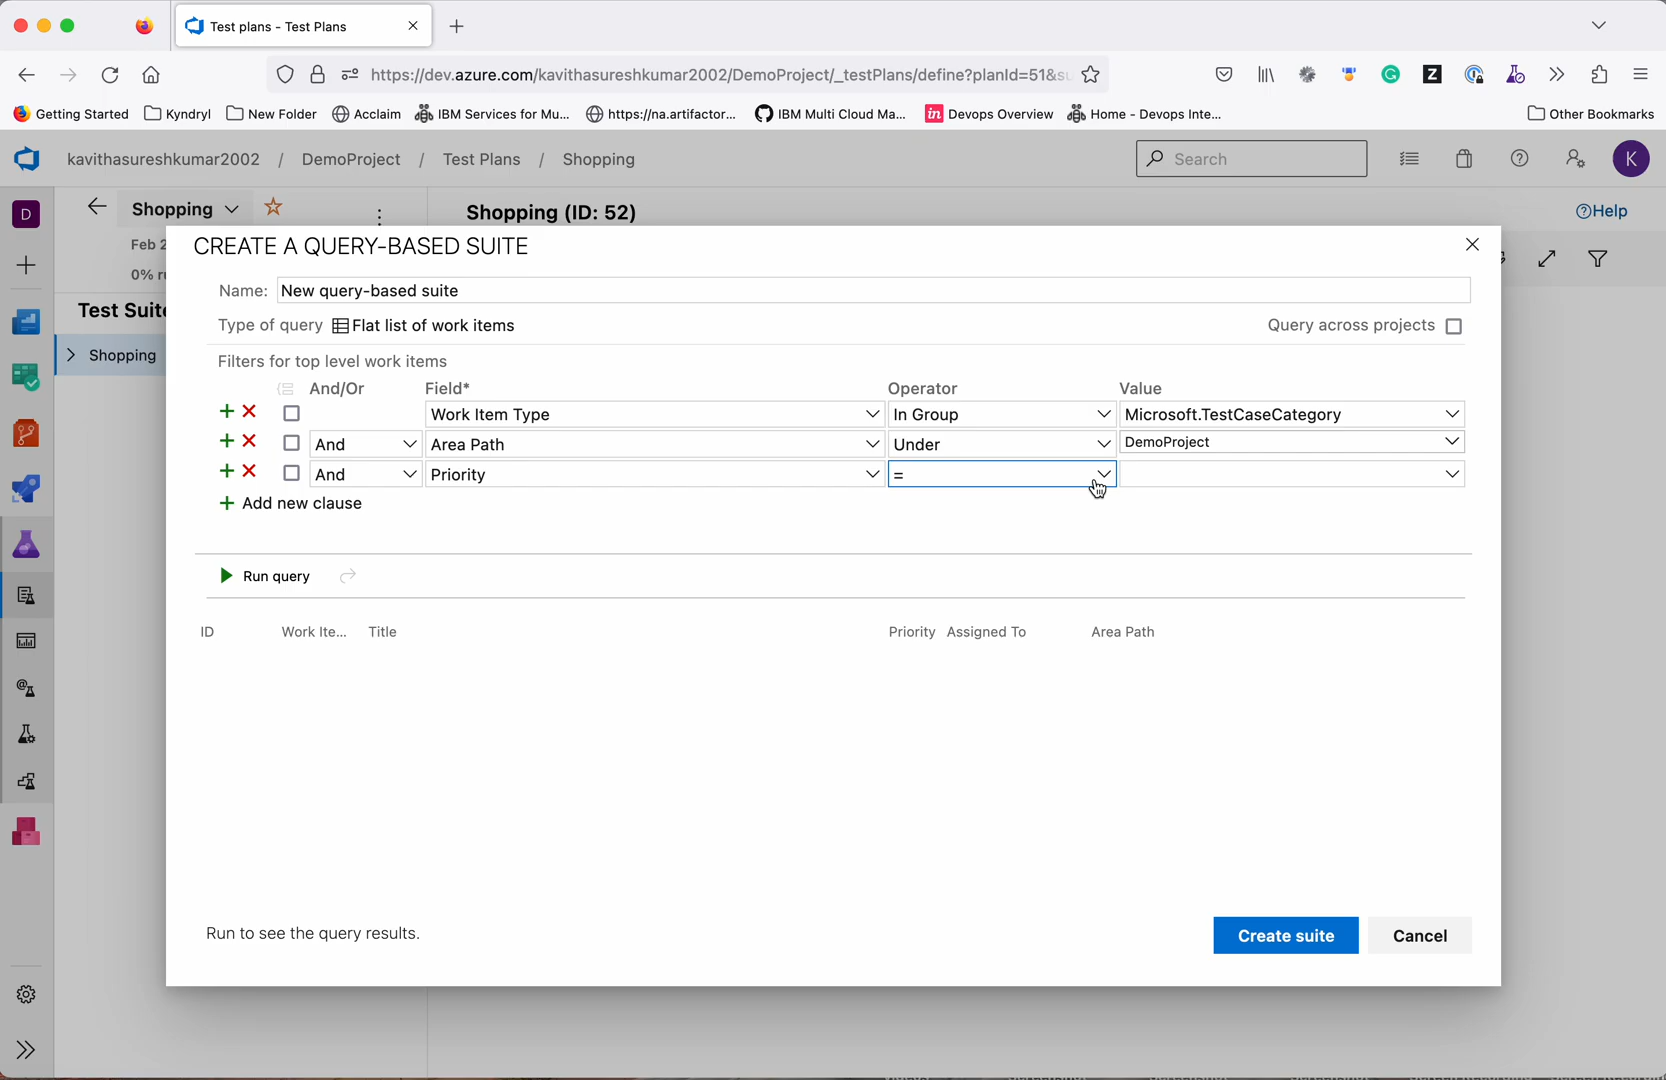 Test plans - Test Plans
https://dev.azure.com/kavithasureshkumar2002/DemoProject/_testPlans/define?planId=51&su
Getting Started Kyndryl New Folder Acclaim IBM Services for Mu... https://na.artifactor... IBM Multi Cloud Ma... Devops Overview Home - Devops Inte... Other Bookmarks
kavithasureshkumar2002 / DemoProject / Test Plans / Shopping Search K
D Shopping Shopping (ID: 52) Help
Feb 2
0% ru
CREATE A QUERY-BASED SUITE
Name: New query-based suite
Test Suite
Type of query Flat list of work items Query across projects
Shopping
Filters for top level work items
And/Or Field* Operator Value
Work Item Type In Group Microsoft.TestCaseCategory
And Area Path Under DemoProject
And Priority =
+ Add new clause
Run query
ID Work Ite... Title Priority Assigned To Area Path
Run to see the query results.
Create suite Cancel